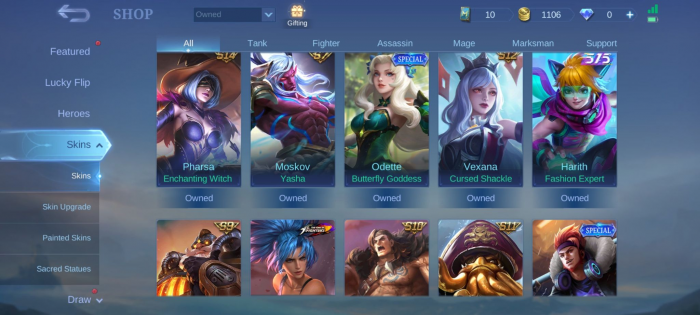 SHOP
Owned
Gifting
10
1106
0
+
Featured
Lucky Flip
Heroes
Skins
Skins
Skin Upgrade
Painted Skins
Sacred Statues
Draw
All
Tank
Fighter
Assassin
Mage
Marksman
Support
SPECIAL
S12
Pharsa
Enchanting Witch
Owned
Moskov
Yasha
Owned
Odette
Butterfly Goddess
Owned
Vexana
Cursed Shackle
Owned
Harith
Fashion Expert
Owned
S9
S10
S11
SPECIAL